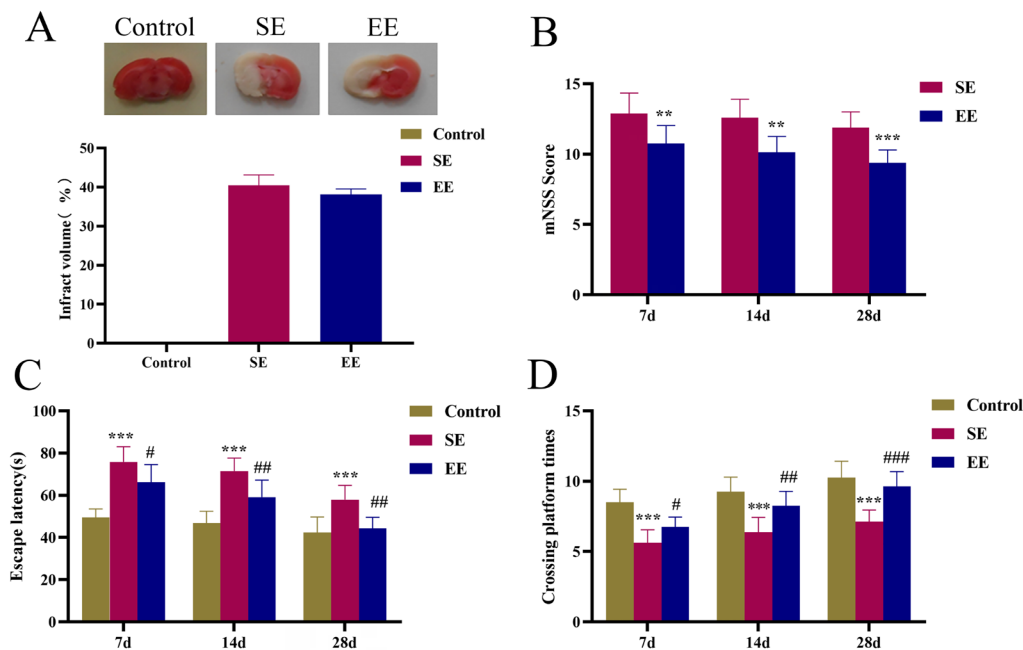 A
Control SE EE
Control
SE
EE
Infract volume( %)
50
40
30
20
10
0
Control SE EE
B
SE
EE
mNSS Score
15
10
5
0
** ** ***
7d 14d 28d
C
Control
SE
EE
Escape latency(s)
100
80
60
40
20
0
*** # *** ## *** ##
7d 14d 28d
D
Control
SE
EE
Crossing platform times
15
10
5
0
*** # *** ## *** ###
7d 14d 28d